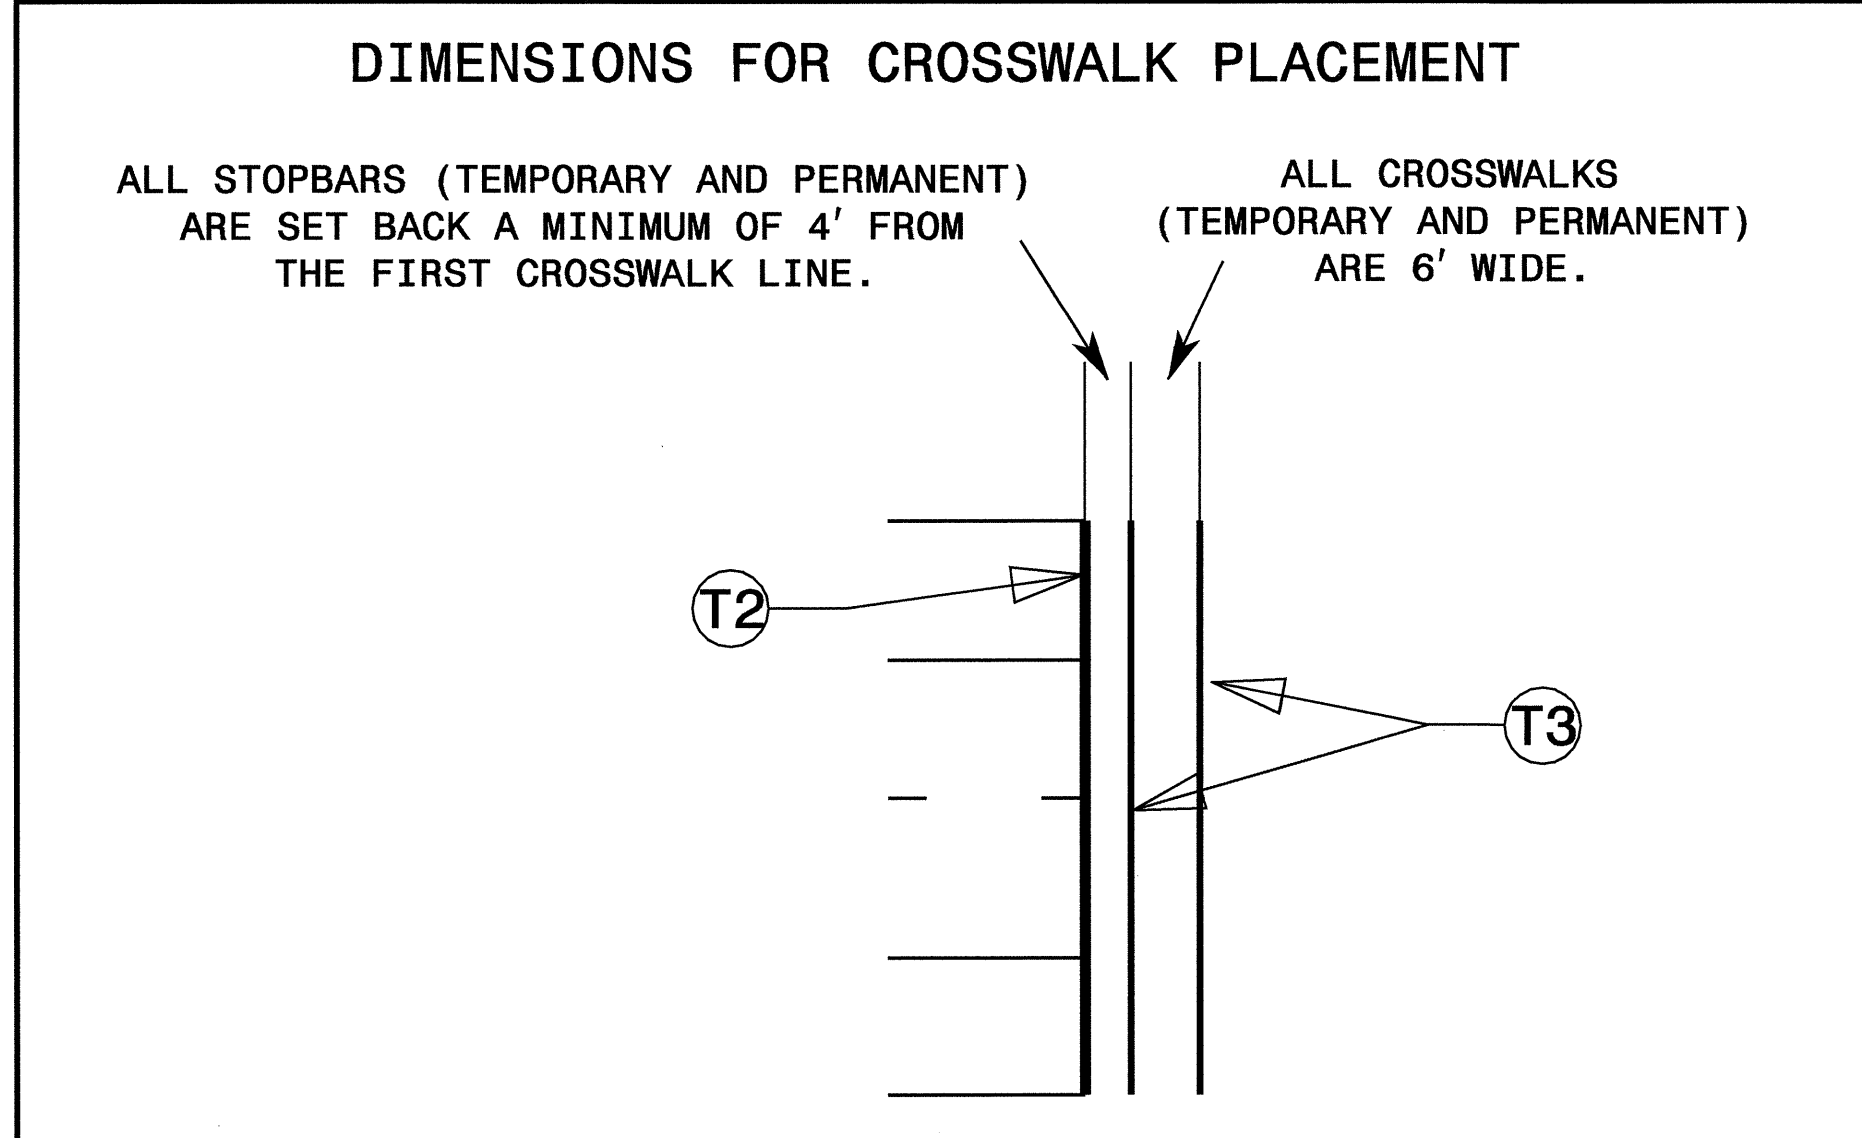 DIMENSIONS FOR CROSSWALK PLACEMENT
ALL STOPBARS (TEMPORARY AND PERMANENT)
ARE SET BACK A MINIMUM OF 4' FROM
THE FIRST CROSSWALK LINE.
ALL CROSSWALKS
(TEMPORARY AND PERMANENT)
ARE 6' WIDE.
T2
T3